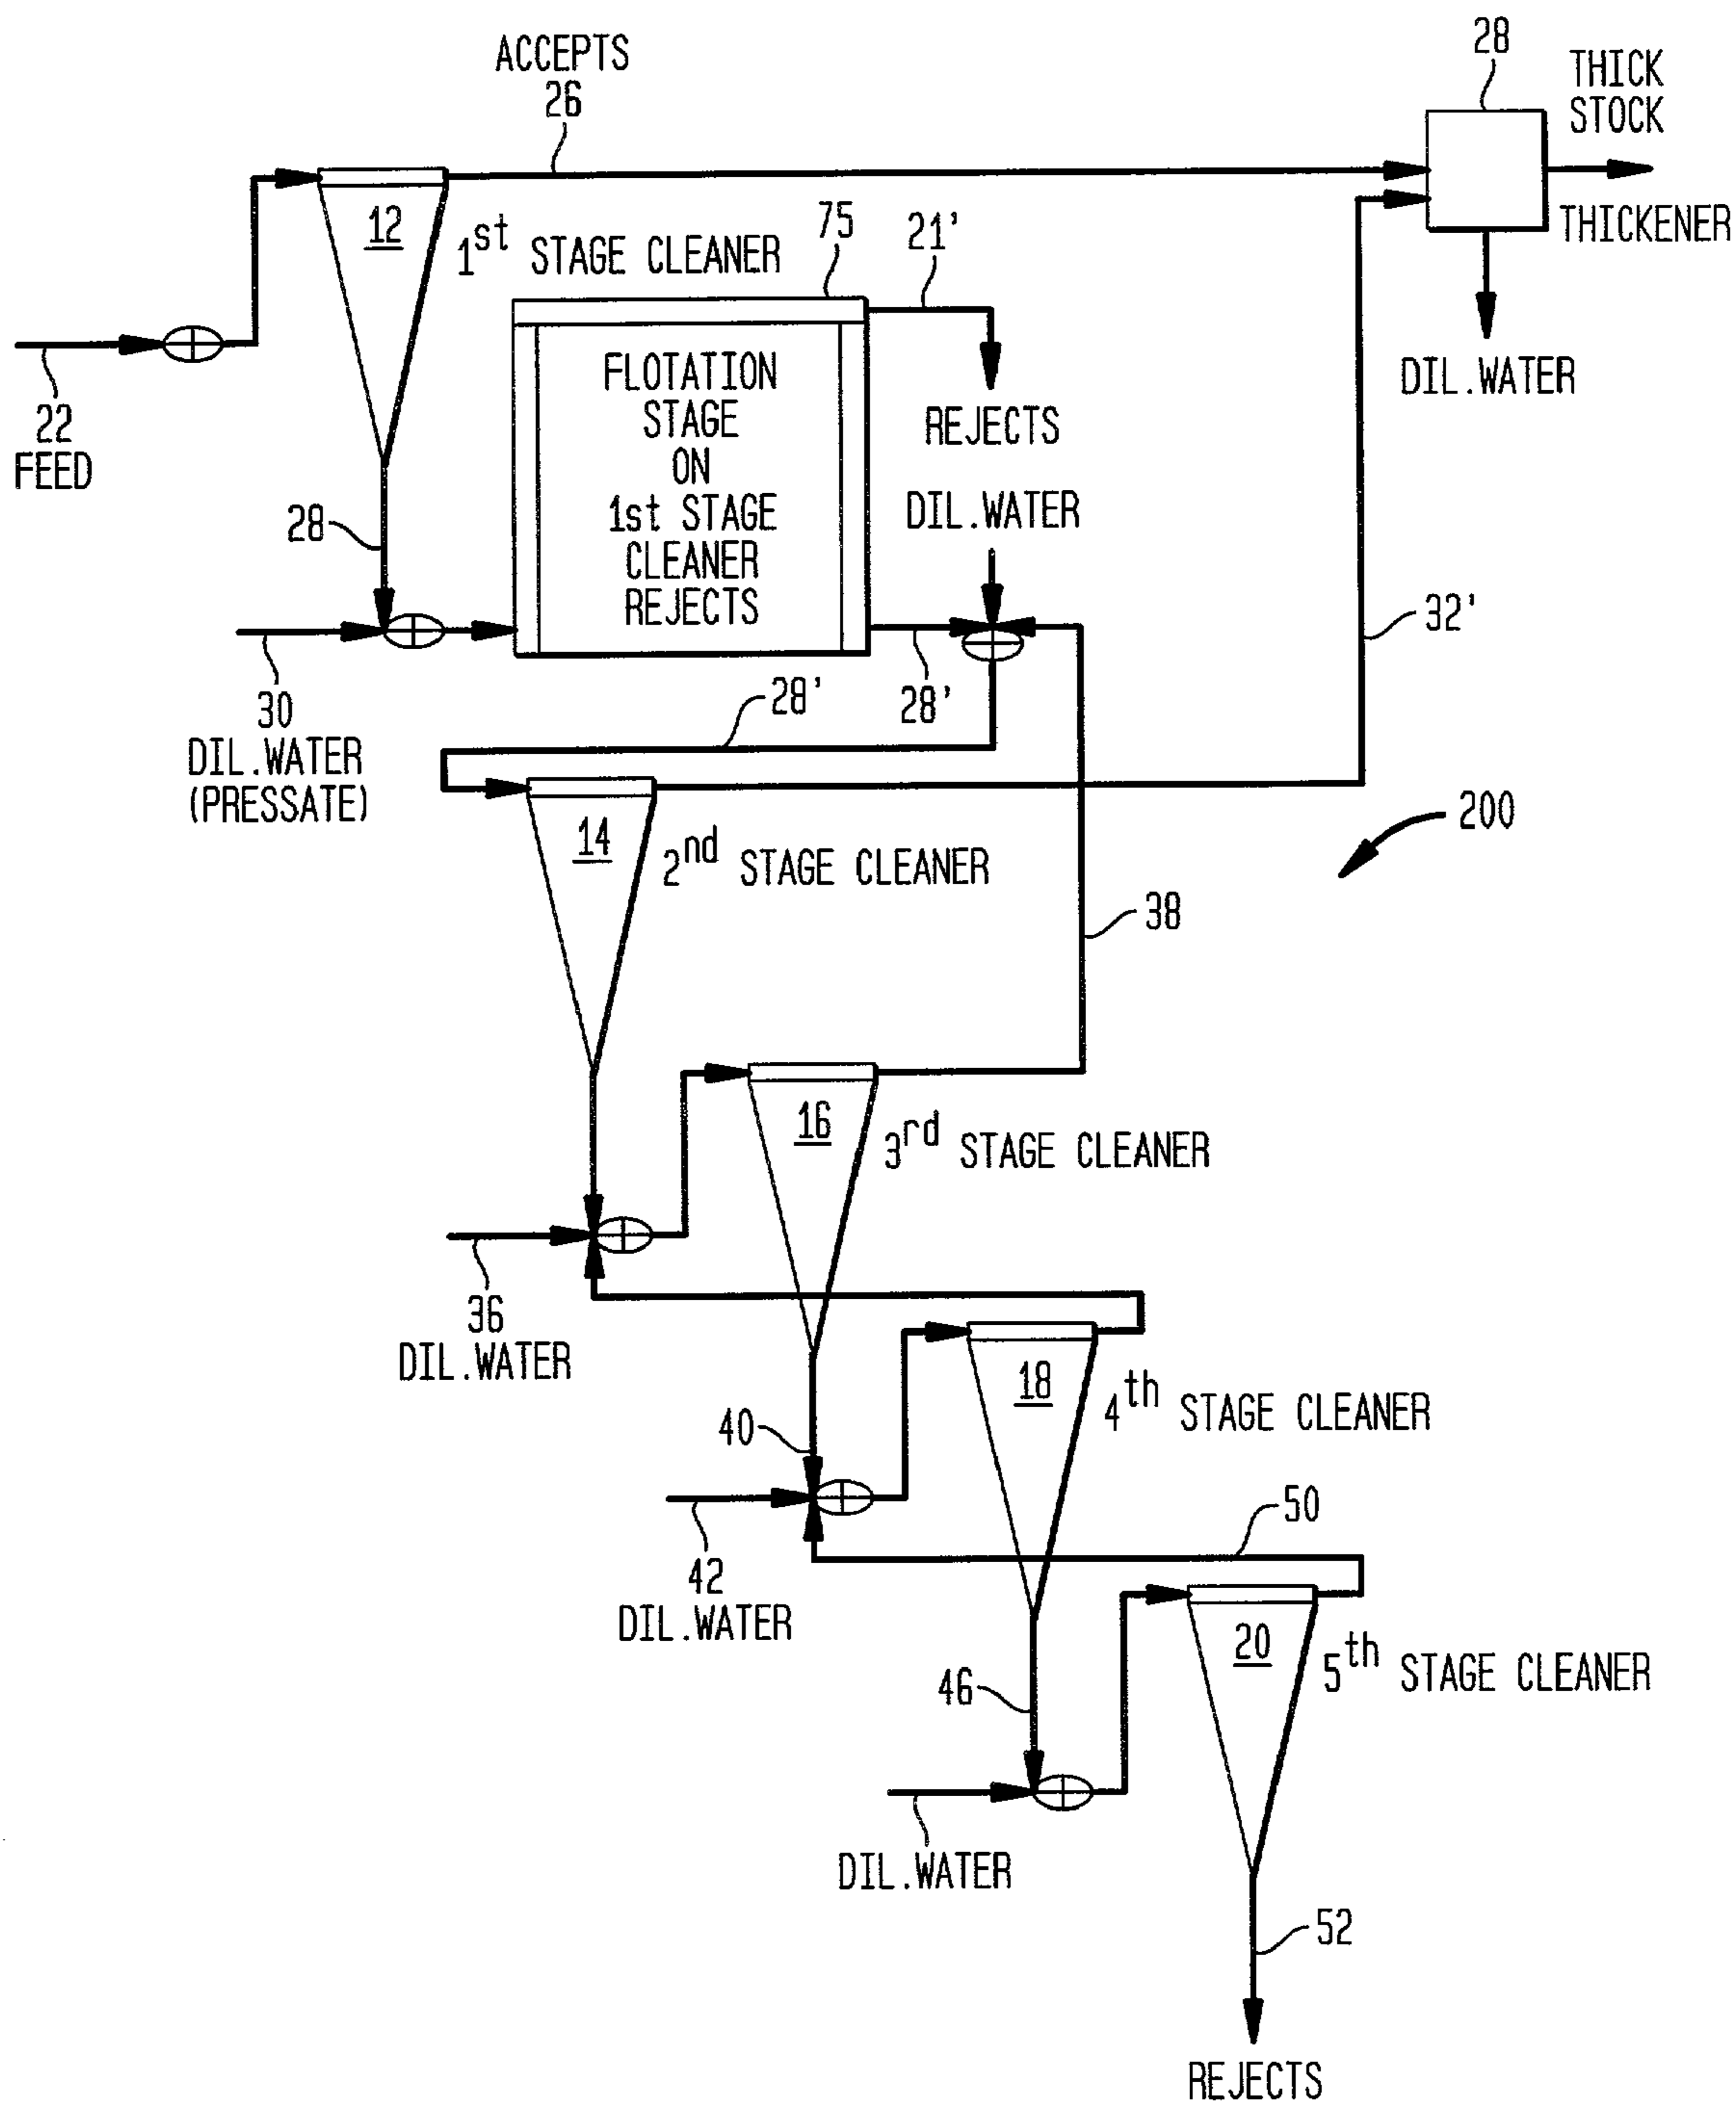 ACCEPTS
26
28
THICK
STOCK
THICKENER
DIL.WATER
12
1st STAGE CLEANER
22
FEED
75
21'
FLOTATION
STAGE
ON
1st STAGE
CLEANER
REJECTS
REJECTS
DIL.WATER
28
30
DIL.WATER
(PRESSATE)
28'
28'
32'
200
14
2nd STAGE CLEANER
38
16
3rd STAGE CLEANER
36
DIL.WATER
18
4th STAGE CLEANER
40
42
DIL.WATER
50
20
5th STAGE CLEANER
46
DIL.WATER
52
REJECTS